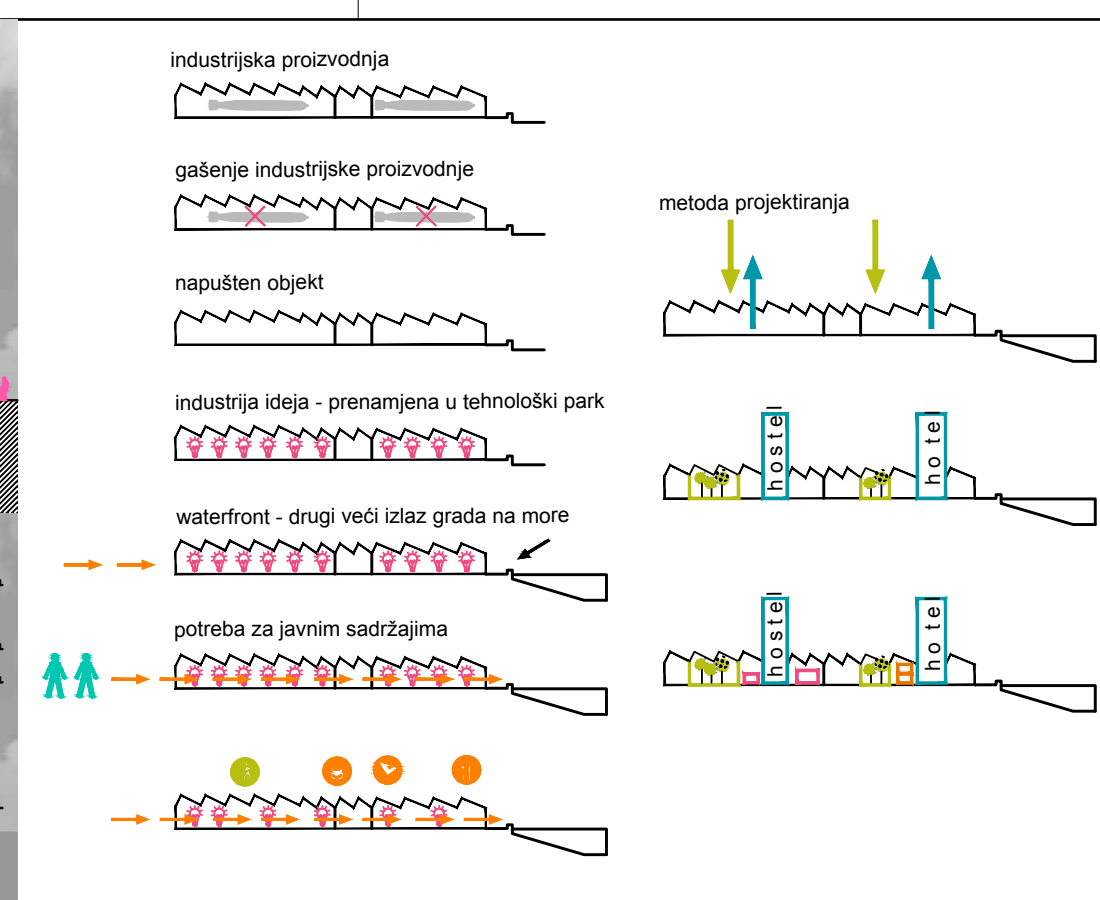 industrijska proizvodnja
gašenje industrijske proizvodnje
napušten objekt
industrija ideja - prenamjena u tehnološki park
waterfront - drugi veći izlaz grada na more
potreba za javnim sadržajima
metoda projektiranja
hostel
hotel
hostel
hotel